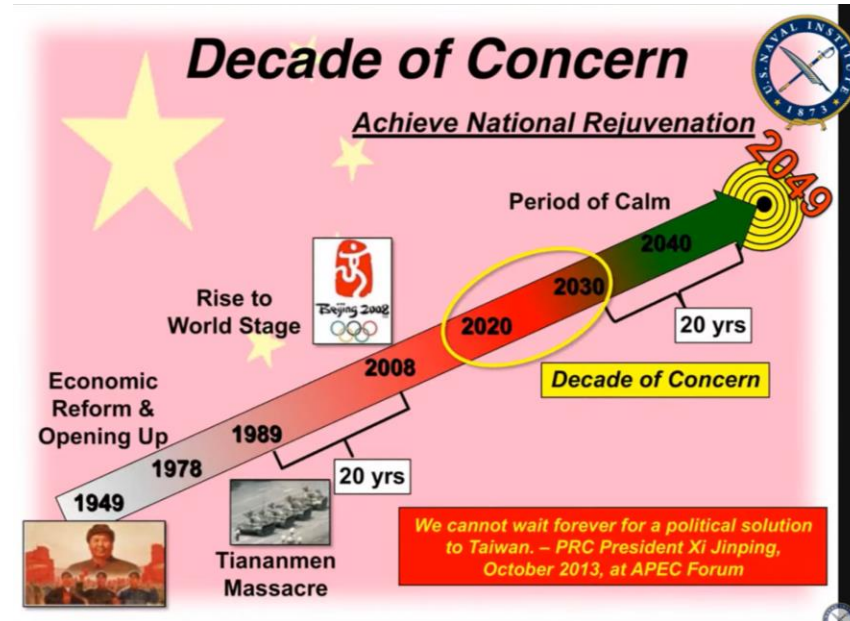 Decade of Concern
U.S. NAVAL INSTITUTE
1873
Achieve National Rejuvenation
2049
Period of Calm
2040
2030
20 yrs
Decade of Concern
2020
Beijing 2008
Rise to
World Stage
2008
Economic
Reform &
Opening Up
1989
1978
1949
20 yrs
Tiananmen
Massacre
We cannot wait forever for a political solution
to Taiwan. – PRC President Xi Jinping,
October 2013, at APEC Forum